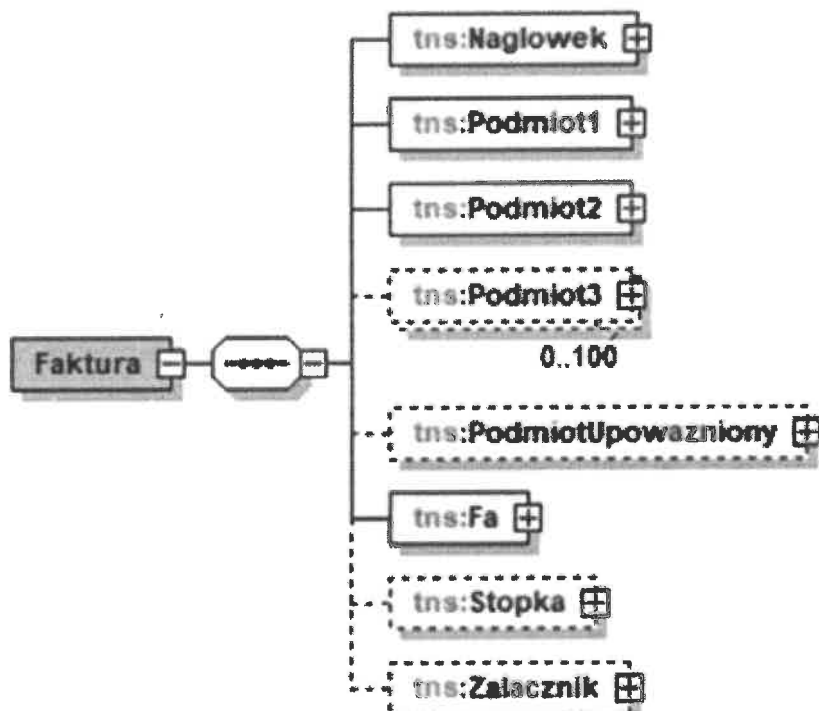 tns:Naglowek
tns:Podmiot1
tns:Podmiot2
tns:Podmiot3
0..100
Faktura
tns:PodmiotUpowazniony
tns:Fa
tns:Stopka
tns:Zalacznik